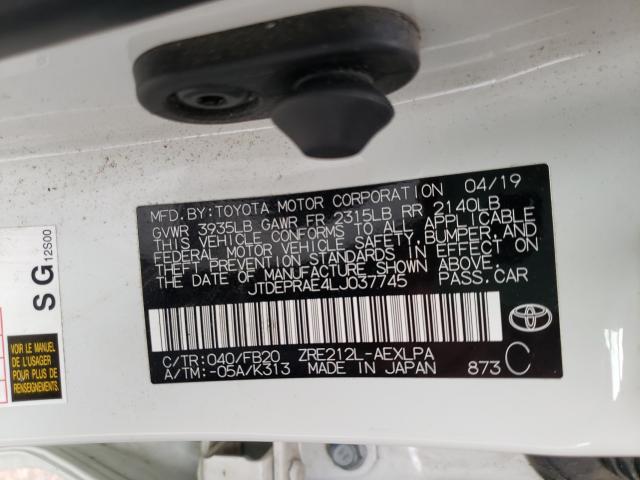 MFD.BY:TOYOTA MOTOR CORPORATION 04/19
GVWR 3935LB GAWR FR 2315LB RR 2140LB
THIS VEHICLE CONFORMS TO ALL APPLICABLE
FEDERAL MOTOR VEHICLE SAFETY,BUMPER,AND
THEFT PREVENTION STANDARDS IN EFFECT ON
THE DATE OF MANUFACTURE SHOWN ABOVE.
JTDEPRAE4LJ037745 PASS.CAR
C/TR:040/FB20 ZRE212L-AEXLPA
A/TM:-05A/K313 MADE IN JAPAN 873 C
SG 12S00
VOIR LE MANUEL
DE L'USAGER
POUR PLUS DE
RENSEIGNEMENTS